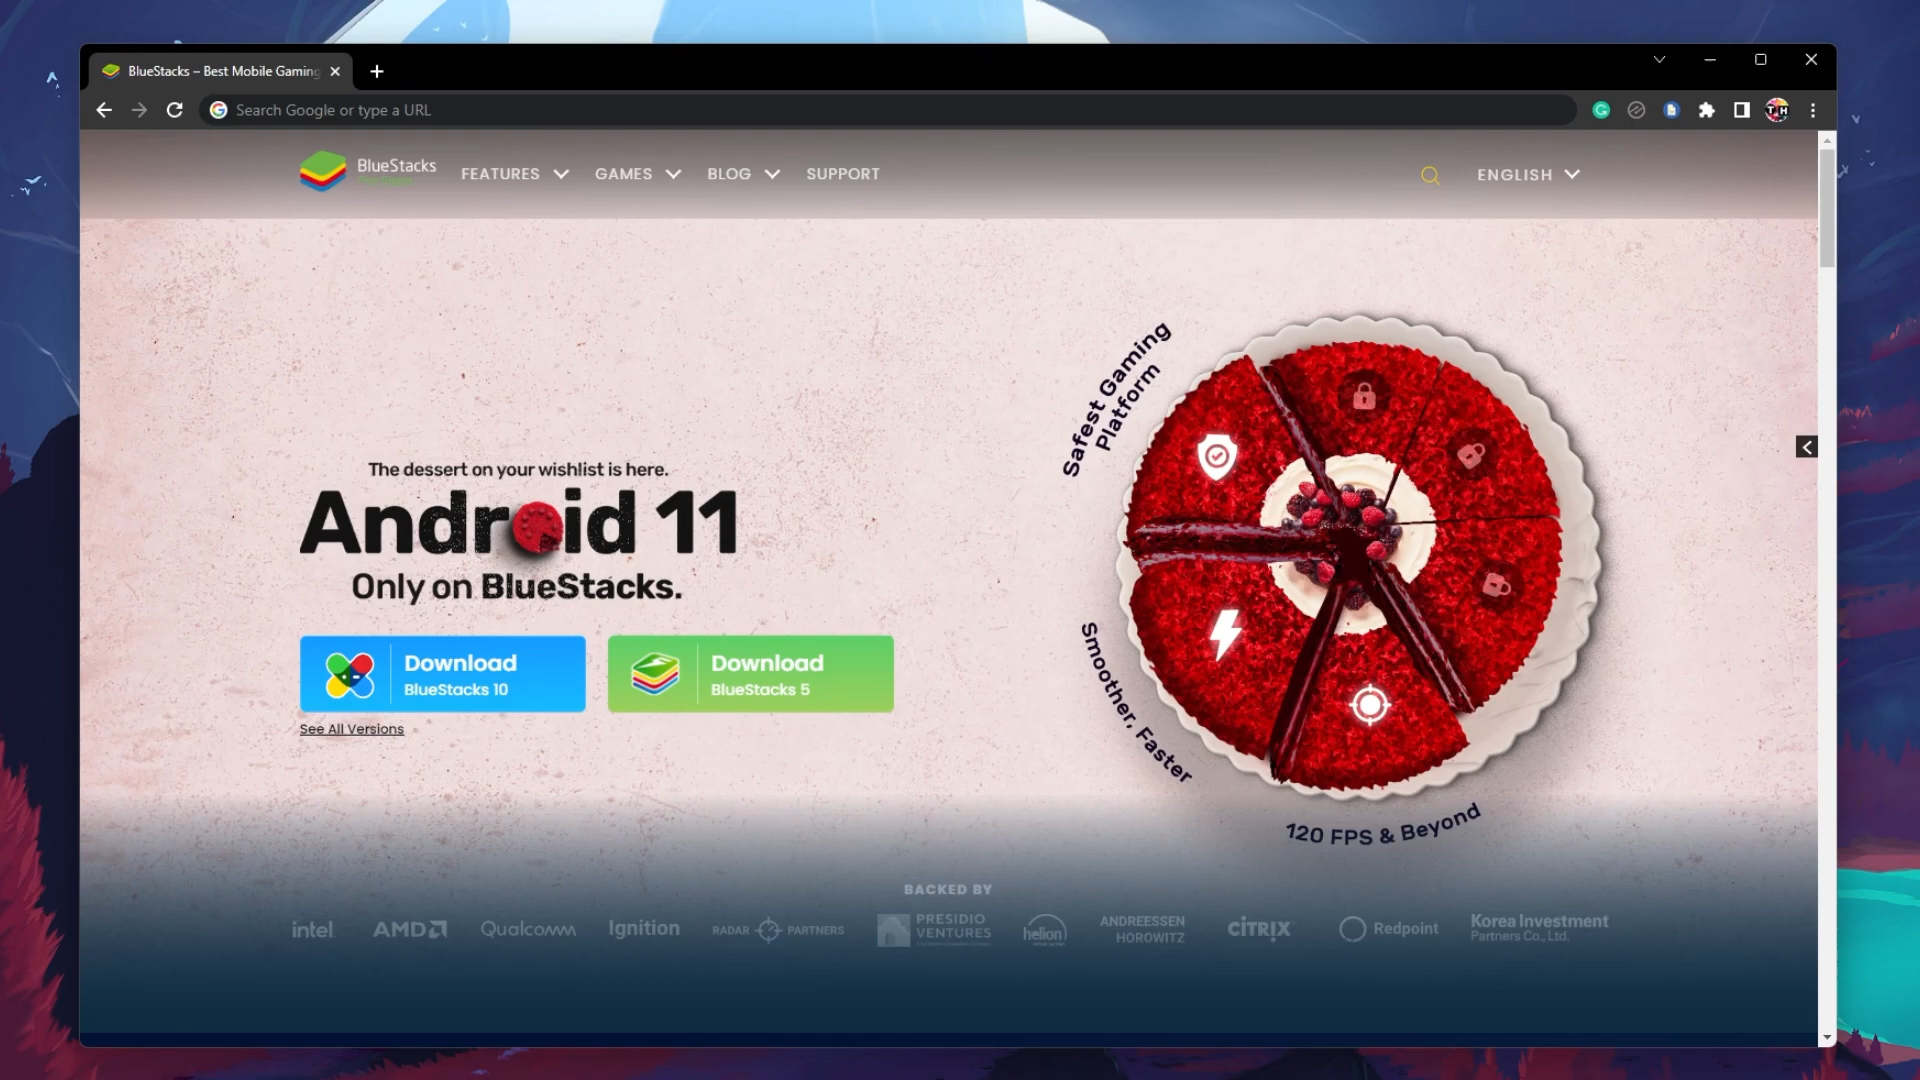 BlueStacks – Best Mobile Gaming
Search Google or type a URL
BlueStacks
FEATURES
GAMES
BLOG
SUPPORT
ENGLISH
The dessert on your wishlist is here.
Android 11
Only on BlueStacks.
Download
BlueStacks 10
Download
BlueStacks 5
See All Versions
Safest Gaming
Platform
Smoother, Faster
120 FPS & Beyond
BACKED BY
intel
AMD
Qualcomm
Ignition
RADAR PARTNERS
PRESIDIO
VENTURES
helion
ANDREESSEN
HOROWITZ
CITRIX
Redpoint
Korea Investment
Partners Co., Ltd.